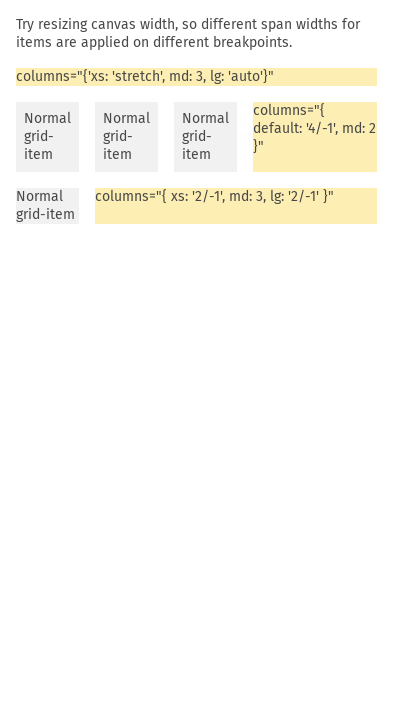 Try resizing canvas width, so different span widths for
items are applied on different breakpoints.
columns="{'xs: 'stretch', md: 3, lg: 'auto'}"
Normal
grid-
item
Normal
grid-
item
Normal
grid-
item
columns="{
default: '4/-1', md: 2
}"
Normal
grid-item
columns="{ xs: '2/-1', md: 3, lg: '2/-1' }"